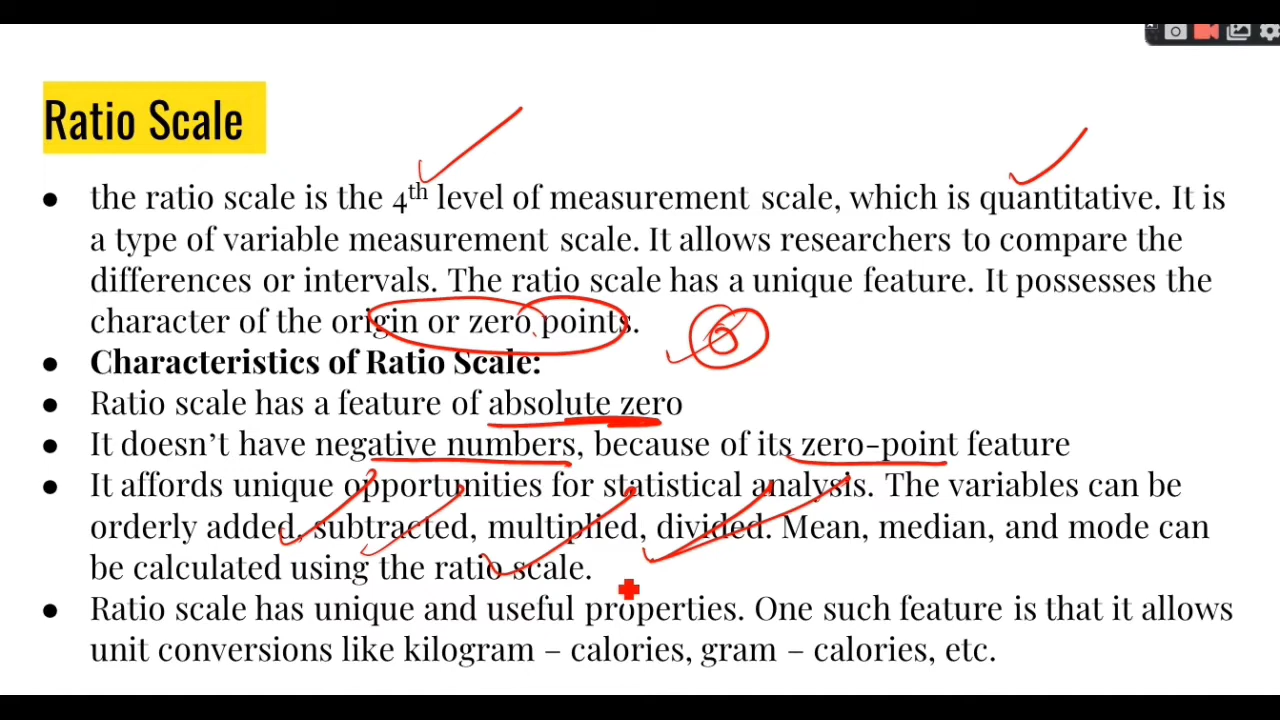 Ratio Scale
● the ratio scale is the 4th level of measurement scale, which is quantitative. It is
a type of variable measurement scale. It allows researchers to compare the
differences or intervals. The ratio scale has a unique feature. It possesses the
character of the origin or zero points.
● Characteristics of Ratio Scale:
● Ratio scale has a feature of absolute zero
● It doesn’t have negative numbers, because of its zero-point feature
● It affords unique opportunities for statistical analysis. The variables can be
orderly added, subtracted, multiplied, divided. Mean, median, and mode can
be calculated using the ratio scale.
● Ratio scale has unique and useful properties. One such feature is that it allows
unit conversions like kilogram – calories, gram – calories, etc.